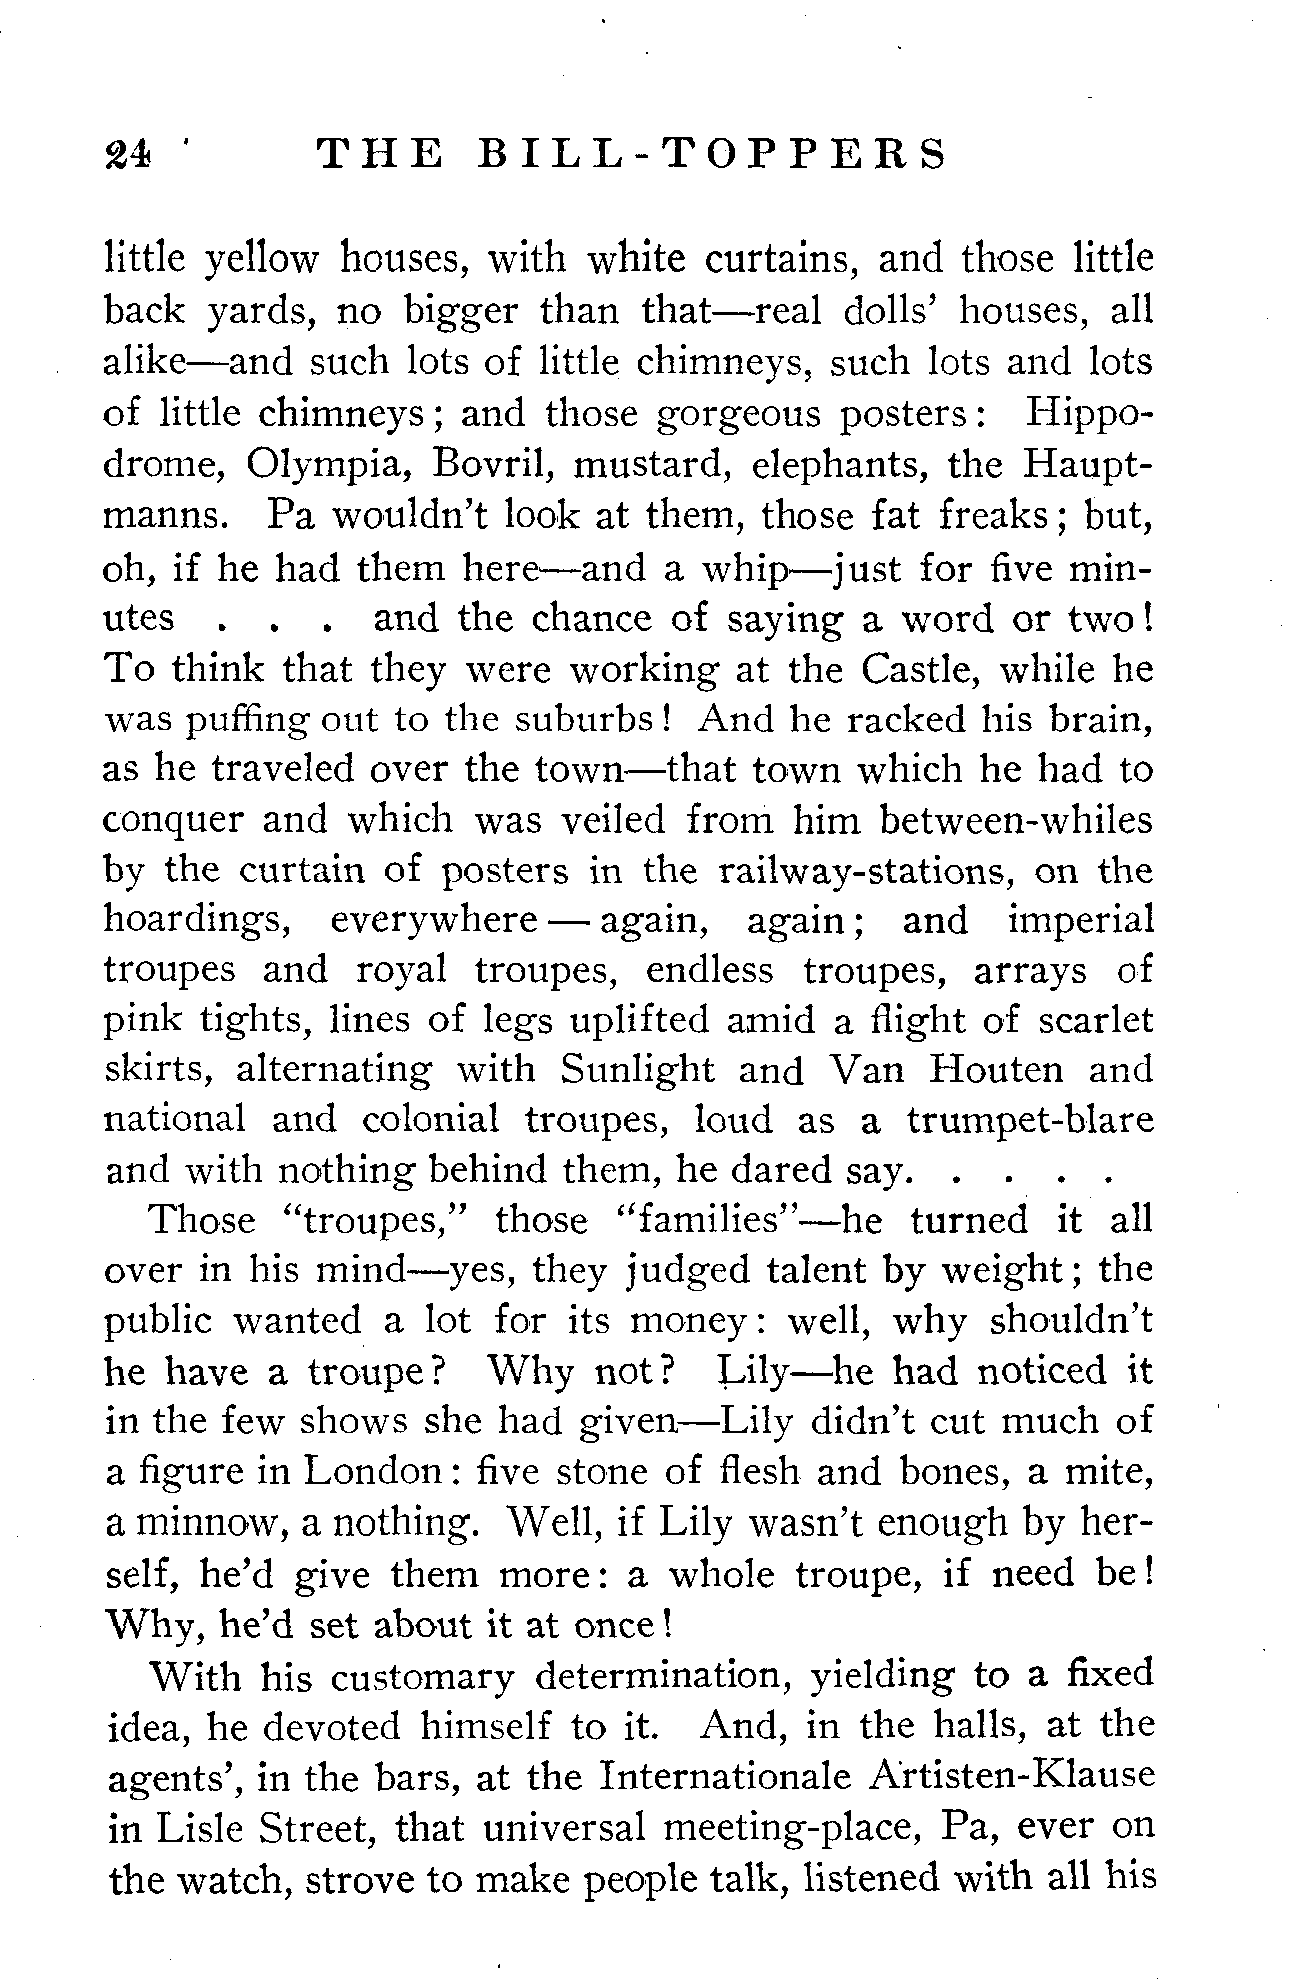 24 THE BILL-TOPPERS
little yellow houses, with white curtains, and those little
back yards, no bigger than that—real dolls' houses, all
alike—and such lots of little chimneys, such lots and lots
of little chimneys; and those gorgeous posters: Hippo-
drome, Olympia, Bovril, mustard, elephants, the Haupt-
manns. Pa wouldn't look at them, those fat freaks; but,
oh, if he had them here—and a whip—just for five min-
utes . . . and the chance of saying a word or two!
To think that they were working at the Castle, while he
was puffing out to the suburbs! And he racked his brain,
as he traveled over the town—that town which he had to
conquer and which was veiled from him between-whiles
by the curtain of posters in the railway-stations, on the
hoardings, everywhere — again, again; and imperial
troupes and royal troupes, endless troupes, arrays of
pink tights, lines of legs uplifted amid a flight of scarlet
skirts, alternating with Sunlight and Van Houten and
national and colonial troupes, loud as a trumpet-blare
and with nothing behind them, he dared say. . . . .
Those "troupes," those "families"—he turned it all
over in his mind—yes, they judged talent by weight; the
public wanted a lot for its money: well, why shouldn't
he have a troupe? Why not? Lily—he had noticed it
in the few shows she had given—Lily didn't cut much of
a figure in London: five stone of flesh and bones, a mite,
a minnow, a nothing. Well, if Lily wasn't enough by her-
self, he'd give them more: a whole troupe, if need be!
Why, he'd set about it at once!
With his customary determination, yielding to a fixed
idea, he devoted himself to it. And, in the halls, at the
agents', in the bars, at the Internationale Artisten-Klause
in Lisle Street, that universal meeting-place, Pa, ever on
the watch, strove to make people talk, listened with all his